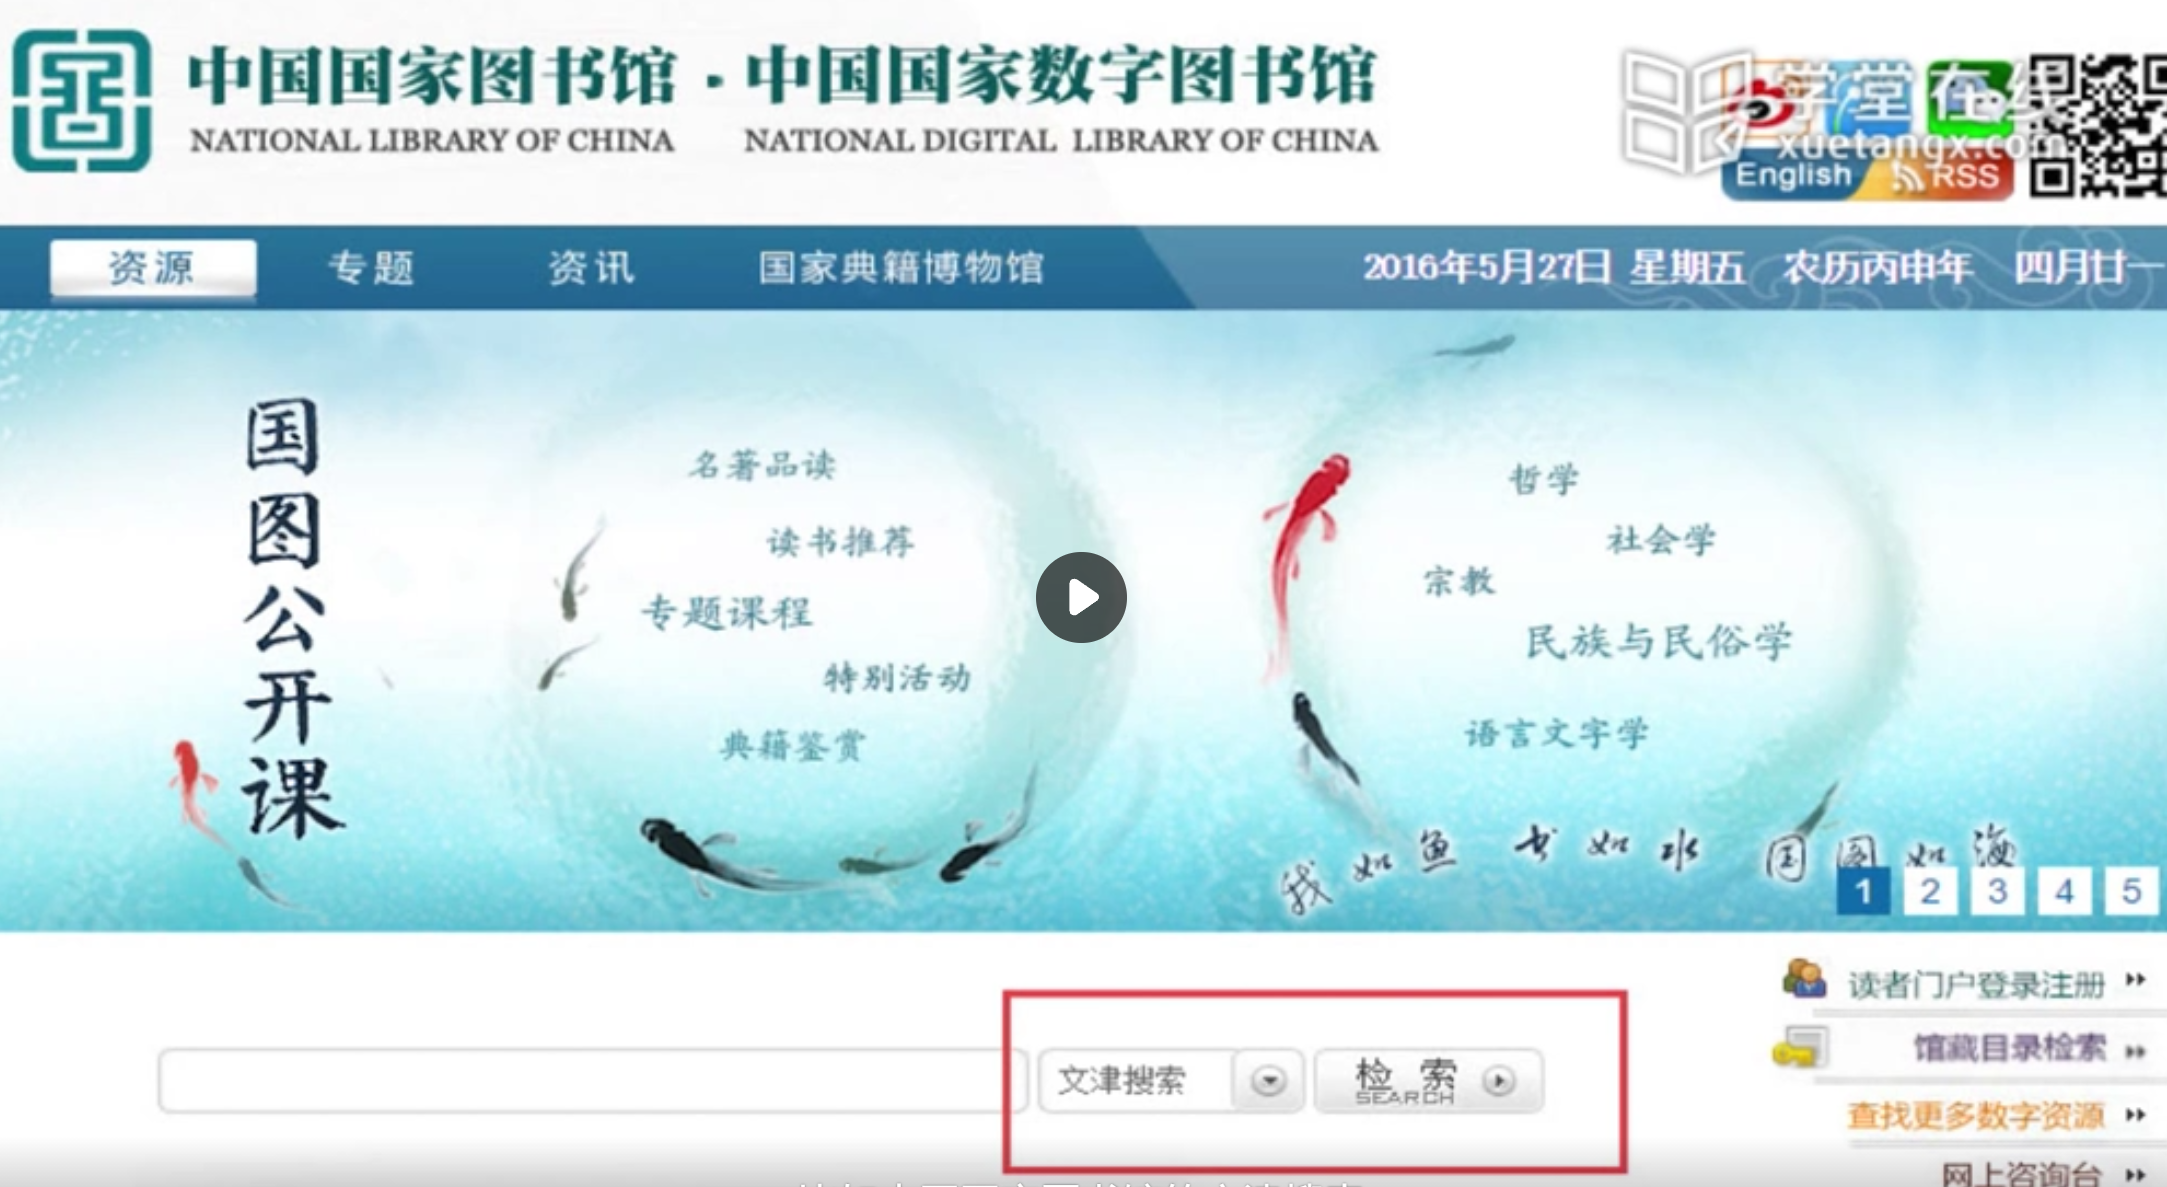 中国国家图书馆 · 中国国家数字图书馆
NATIONAL LIBRARY OF CHINA NATIONAL DIGITAL LIBRARY OF CHINA
学堂在线
xuetangx.com
English RSS
资源 专题 资讯 国家典籍博物馆 2016年5月27日 星期五 农历丙申年 四月廿一
国图公开课
名著品读
读书推荐
专题课程
特别活动
典籍鉴赏
哲学
社会学
宗教
民族与民俗学
语言文字学
我如鱼 书如水 国图如海
1 2 3 4 5
读者门户登录注册
馆藏目录检索
文津搜索 检索
SEARCH
查找更多数字资源
网上咨询台